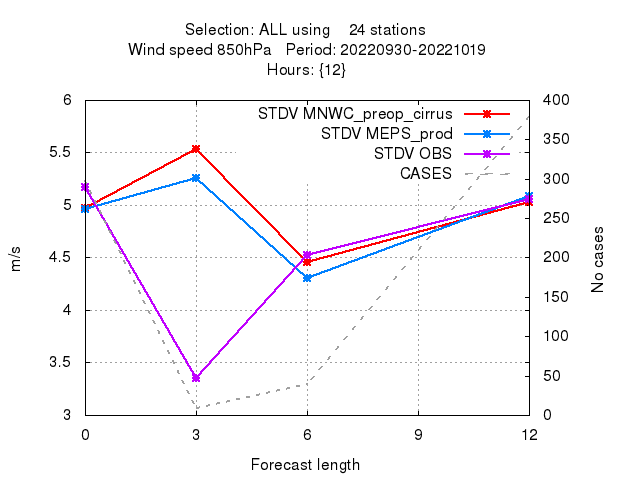 Selection: ALL using    24 stations
Wind speed 850hPa   Period: 20220930-20221019
Hours: {12}
STDV MNWC_preop_cirrus
STDV MEPS_prod
STDV OBS
CASES
6
5.5
5
4.5
4
3.5
3
m/s
400
350
300
250
200
150
100
50
0
No cases
0 3 6 9 12
Forecast length